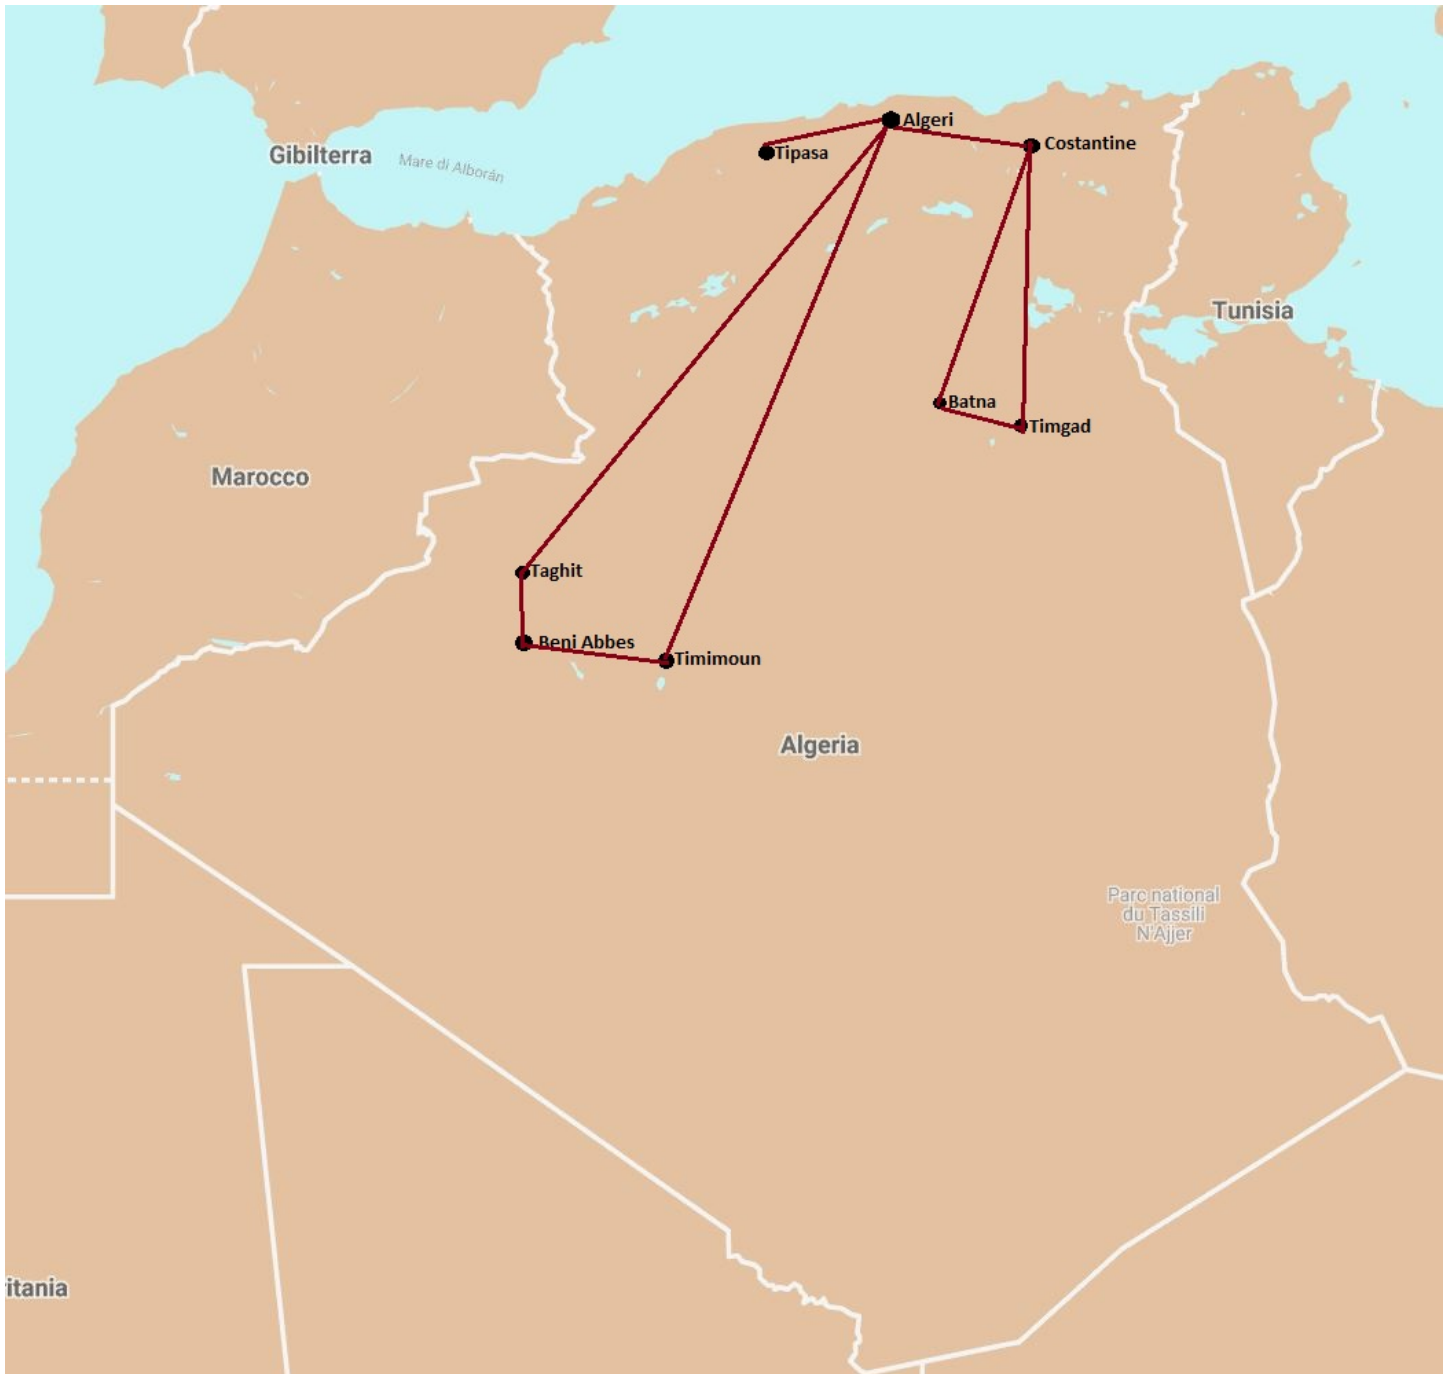 Algeri
Costantine
Gibilterra
Mare di Alborán
Tipasa
Tunisia
Batna
Timgad
Marocco
Taghit
Beni Abbes
Timimoun
Algeria
Parc national
du Tassili
N'Ajjer
itania